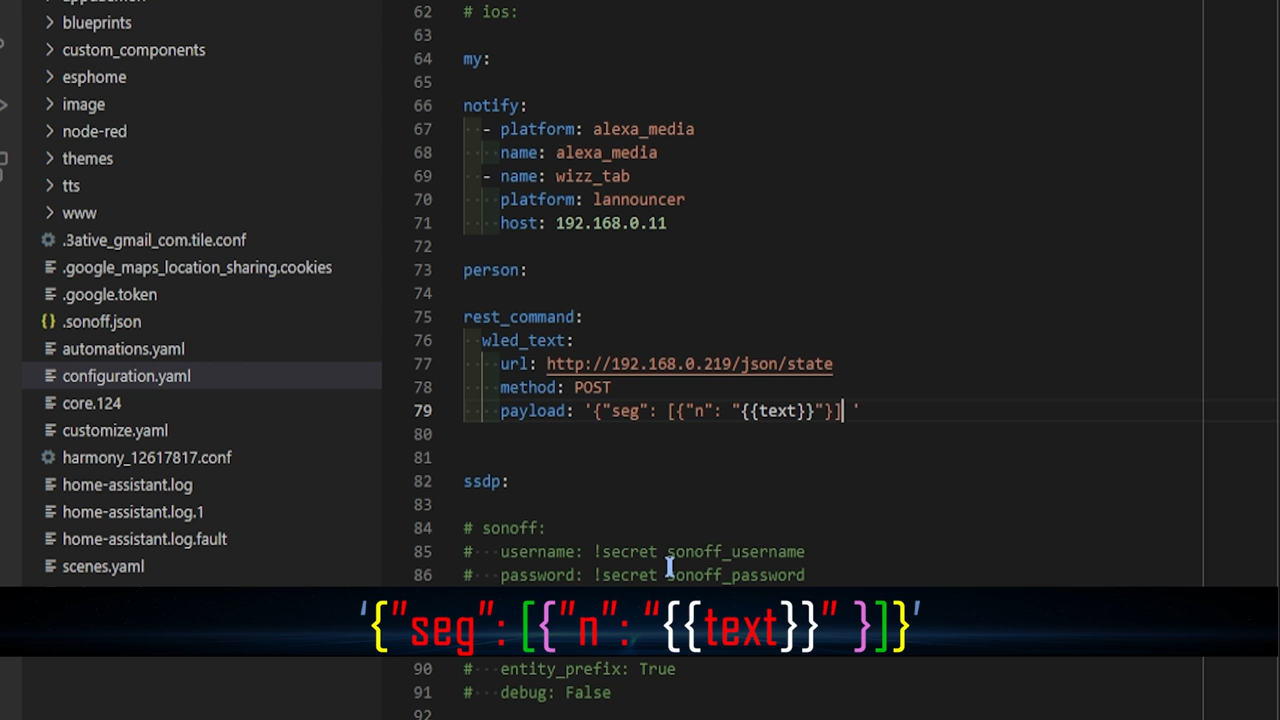 blueprints
custom_components
esphome
image
node-red
themes
tts
www
.3ative_gmail_com.tile.conf
.google_maps_location_sharing.cookies
.google.token
{} .sonoff.json
automations.yaml
configuration.yaml
core.124
customize.yaml
harmony_12617817.conf
home-assistant.log
home-assistant.log.1
home-assistant.log.fault
scenes.yaml
62 # ios:
63
64 my:
65
66 notify:
67 - platform: alexa_media
68 name: alexa_media
69 - name: wizz_tab
70 platform: lannouncer
71 host: 192.168.0.11
72
73 person:
74
75 rest_command:
76 wled_text:
77 url: http://192.168.0.219/json/state
78 method: POST
79 payload: '{"seg": [{"n": "{{text}}"}] '
80
81
82 ssdp:
83
84 # sonoff:
85 # username: !secret sonoff_username
86 # password: !secret sonoff_password
'{"seg": [{"n": “{{text}}" }]}'
90 # entity_prefix: True
91 # debug: False
92